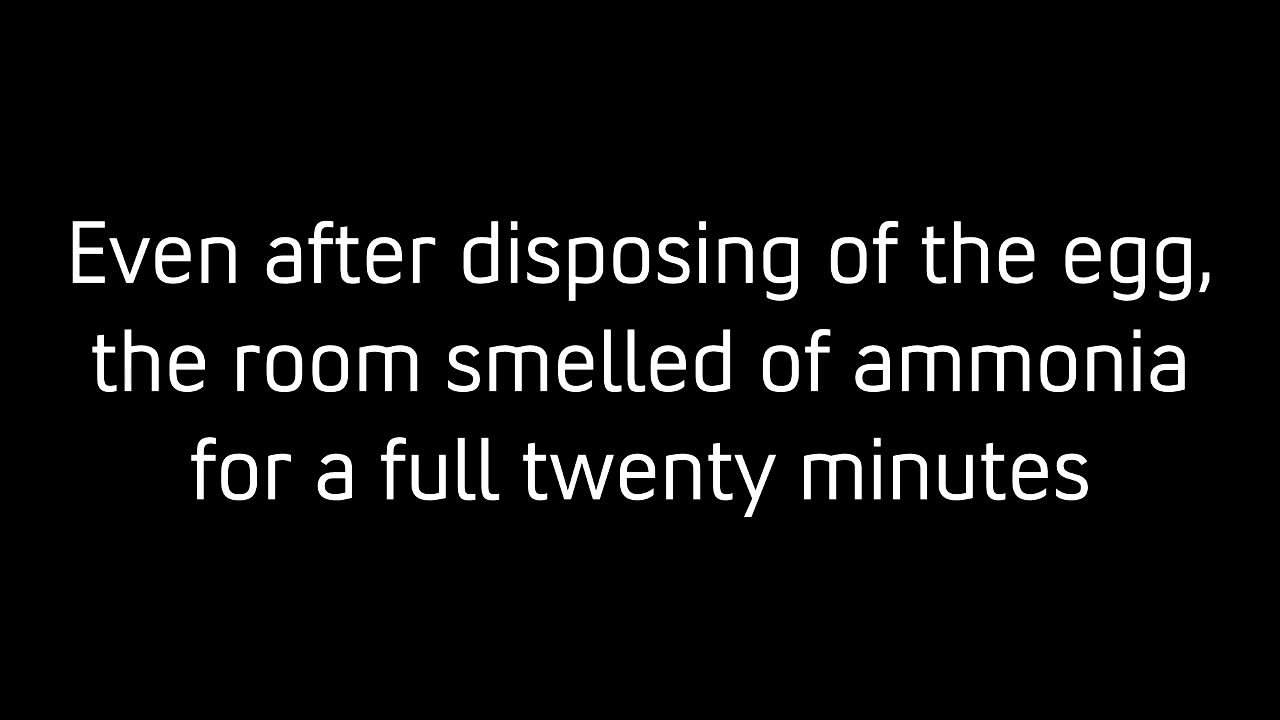 Even after disposing of the egg,
the room smelled of ammonia
for a full twenty minutes